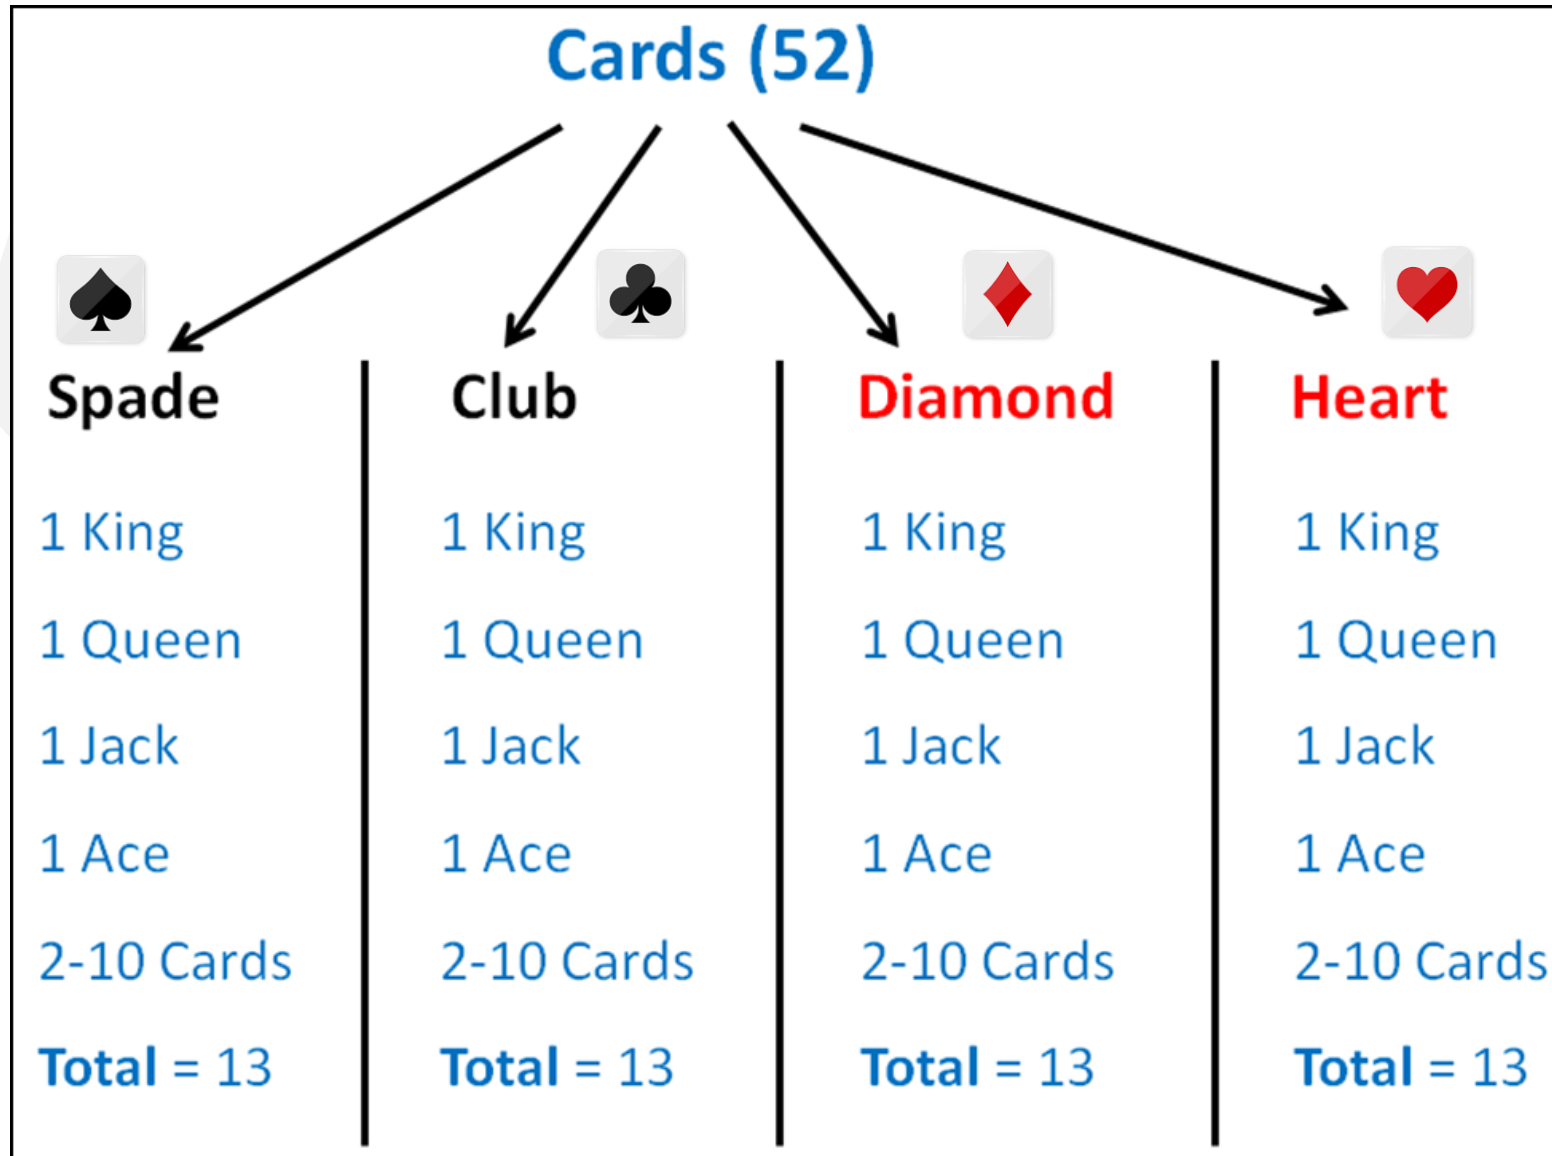 Cards (52)
Spade
1 King
1 Queen
1 Jack
1 Ace
2-10 Cards
Total = 13
Club
1 King
1 Queen
1 Jack
1 Ace
2-10 Cards
Total = 13
Diamond
1 King
1 Queen
1 Jack
1 Ace
2-10 Cards
Total = 13
Heart
1 King
1 Queen
1 Jack
1 Ace
2-10 Cards
Total = 13